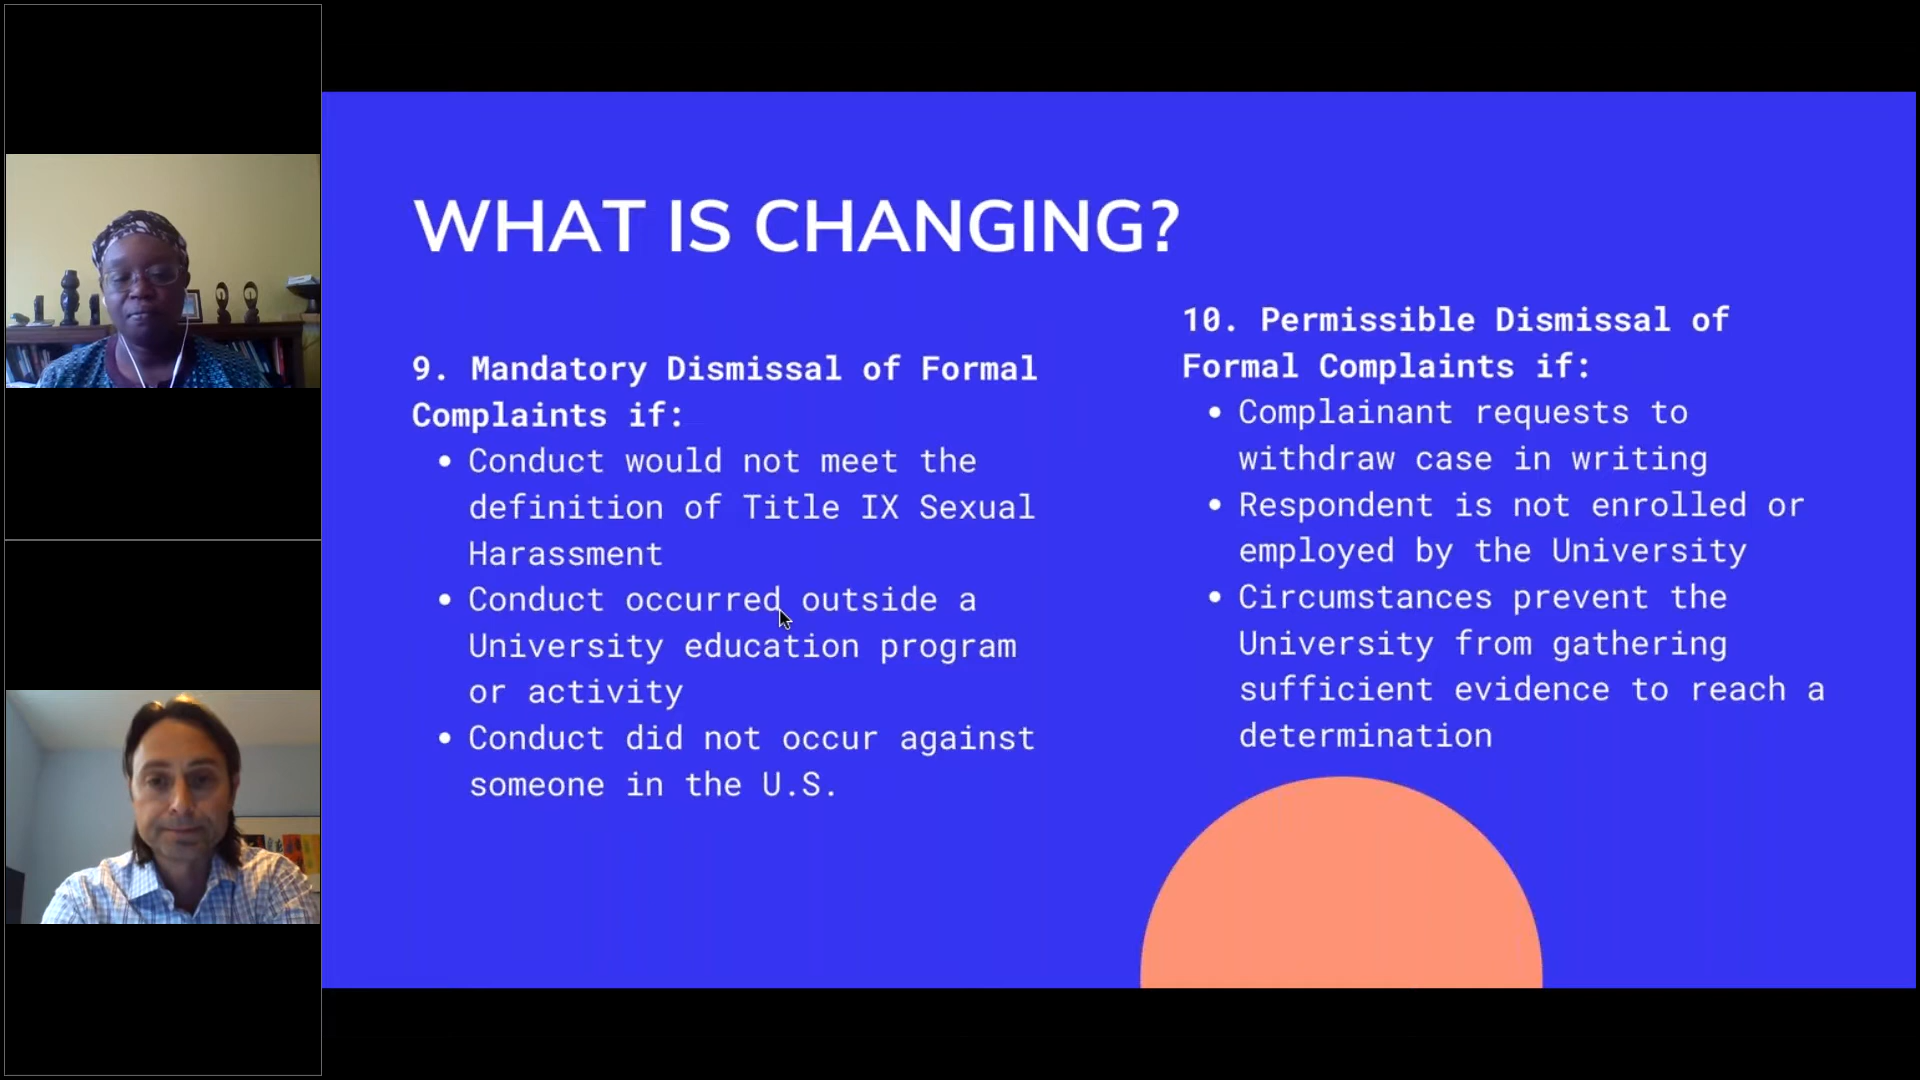 WHAT IS CHANGING?
9. Mandatory Dismissal of Formal
Complaints if:
• Conduct would not meet the
definition of Title IX Sexual
Harassment
• Conduct occurred outside a
University education program
or activity
• Conduct did not occur against
someone in the U.S.
10. Permissible Dismissal of
Formal Complaints if:
• Complainant requests to
withdraw case in writing
• Respondent is not enrolled or
employed by the University
• Circumstances prevent the
University from gathering
sufficient evidence to reach a
determination